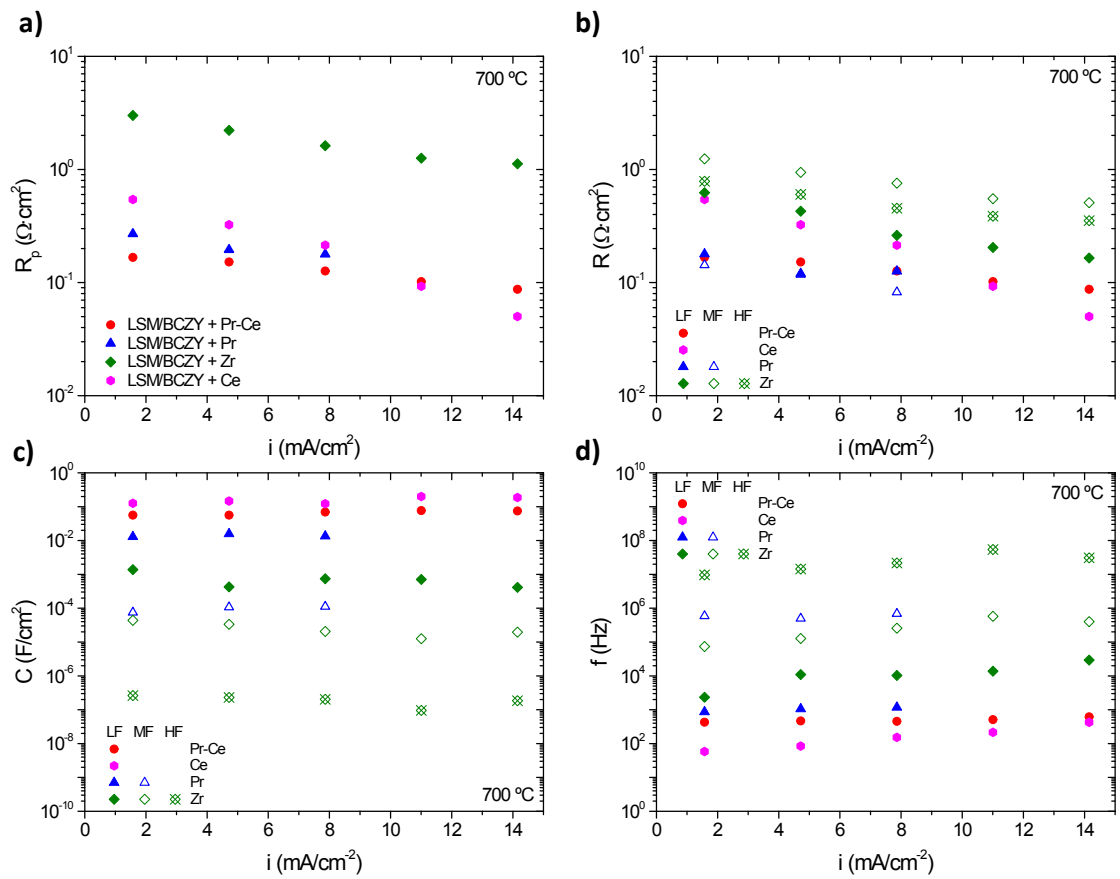 a)
700 ºC
10^1
10^0
10^-1
10^-2
R_p (Ω·cm^2)
LSM/BCZY + Pr-Ce
LSM/BCZY + Pr
LSM/BCZY + Zr
LSM/BCZY + Ce
0 2 4 6 8 10 12 14
i (mA/cm^-2)
b)
700 ºC
10^1
10^0
10^-1
10^-2
R (Ω·cm^2)
LF MF HF
Pr-Ce
Ce
Pr
Zr
0 2 4 6 8 10 12 14
i (mA/cm^-2)
c)
700 ºC
10^0
10^-2
10^-4
10^-6
10^-8
10^-10
C (F/cm^2)
LF MF HF
Pr-Ce
Ce
Pr
Zr
0 2 4 6 8 10 12 14
i (mA/cm^-2)
d)
700 ºC
10^10
10^8
10^6
10^4
10^2
10^0
f (Hz)
LF MF HF
Pr-Ce
Ce
Pr
Zr
0 2 4 6 8 10 12 14
i (mA/cm^-2)